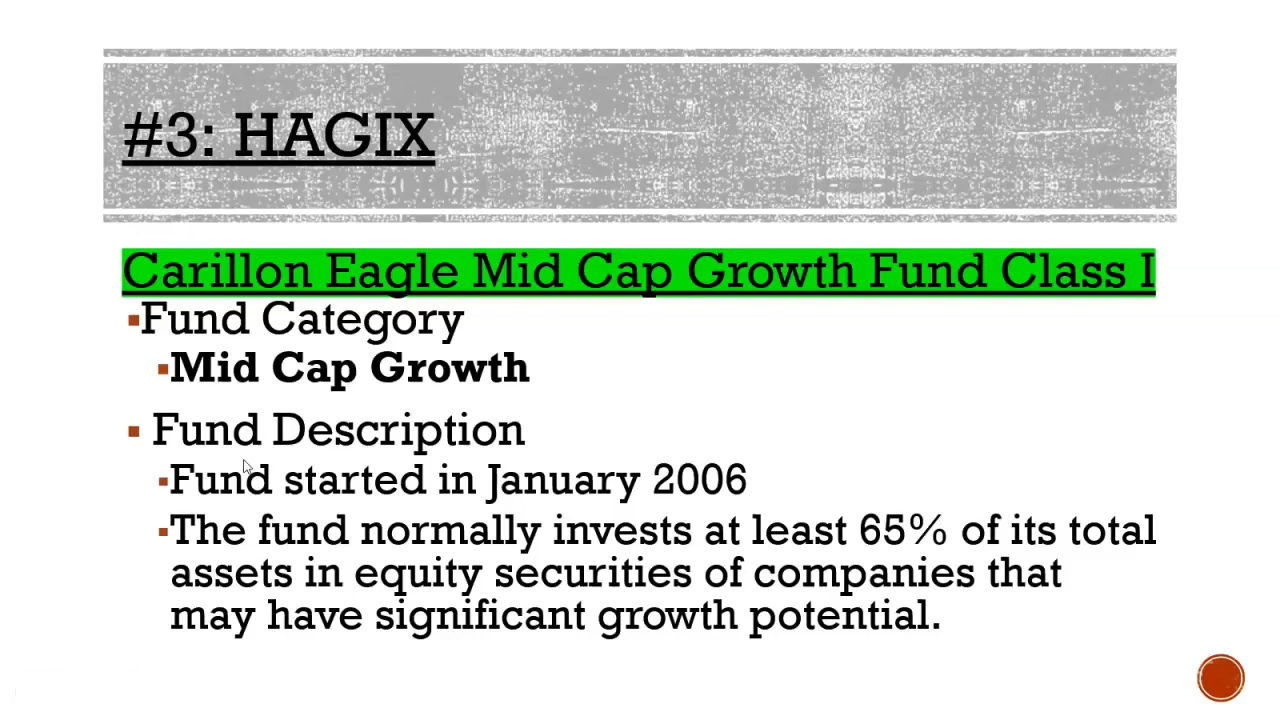 #3: HAGIX
Carillon Eagle Mid Cap Growth Fund Class I
▪Fund Category
▪Mid Cap Growth
▪ Fund Description
▪Fund started in January 2006
▪The fund normally invests at least 65% of its total
assets in equity securities of companies that
may have significant growth potential.